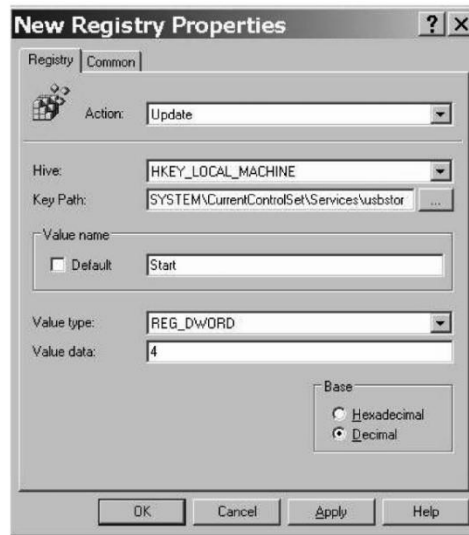 New Registry Properties ? X
Registry Common
Action: Update
Hive: HKEY_LOCAL_MACHINE
Key Path: SYSTEM\CurrentControlSet\Services\usbstor ...
Value name
Default Start
Value type: REG_DWORD
Value data: 4
Base
Hexadecimal
Decimal
OK Cancel Apply Help